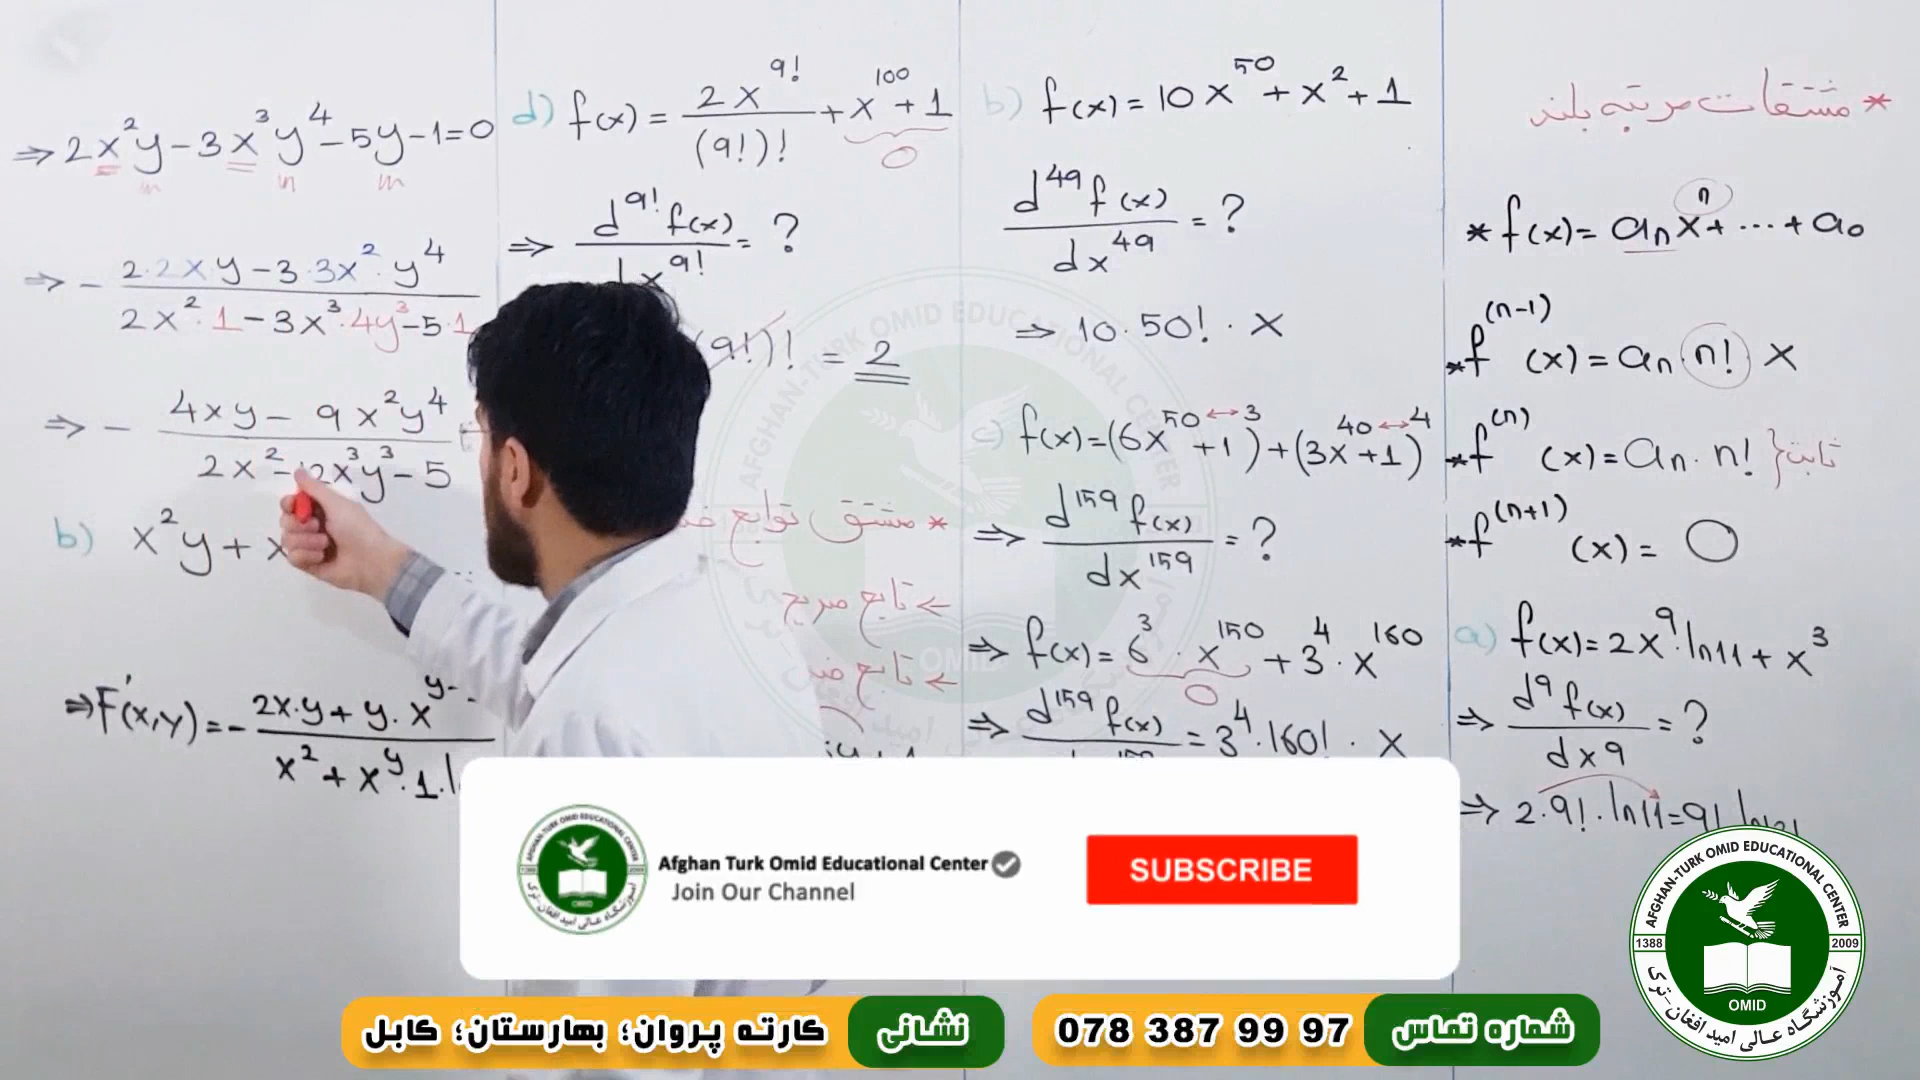 * مشتقات مرتبه بلند
* f(x)= aₙxⁿ+ ... + a₀
* f⁽ⁿ⁻¹⁾(x) = aₙ n! x
* f⁽ⁿ⁾(x) = aₙ · n! } ثابت
* f⁽ⁿ⁺¹⁾(x) = 0
a) f(x)= 2x⁹·ln11 + x³
⇒ d⁹f(x)/dx⁹ = ?
⇒ 2·9!·ln11=9!
b) f(x) = 10x⁵⁰ + x² + 1
d⁴⁹f(x)/dx⁴⁹ = ?
⇒ 10·50!·x
c) f(x)=(6x⁵⁰+1)³+(3x⁴⁰+1)⁴
⇒ d¹⁵⁹f(x)/dx¹⁵⁹ = ?
⇒ f(x)= 6³·x¹⁵⁰ + 3⁴·x¹⁶⁰
0
⇒ d¹⁵⁹f(x)/dx¹⁵⁹ = 3⁴·160!·x
d) f(x) = 2x⁹!/(9!)! + x¹⁰⁰+1
0
⇒ d⁹!f(x)/dx⁹! = ?
(9!)! = 2
* مشتق توابع
← تابع صریح
← تابع
⇒ 2x²y−3x³y⁴−5y−1=0
⇒ − (2·2xy−3·3x²·y⁴)/(2x²·1−3x³·4y³−5·1
⇒ − (4xy−9x²y⁴)/(2x²−12x³y³−5)
b) x²y + x
⇒F'(x,y)=− (2x·y+y·x^y-)/(x²+x^y·1·l
Afghan Turk Omid Educational Center
Join Our Channel
SUBSCRIBE
AFGHAN-TURK OMID EDUCATIONAL CENTER
1388 2009
OMID
آموزشگاه عالی امید افغان-ترک
شماره تماس 078 387 99 97
نشانی کارته پروان؛ بهارستان؛ کابل